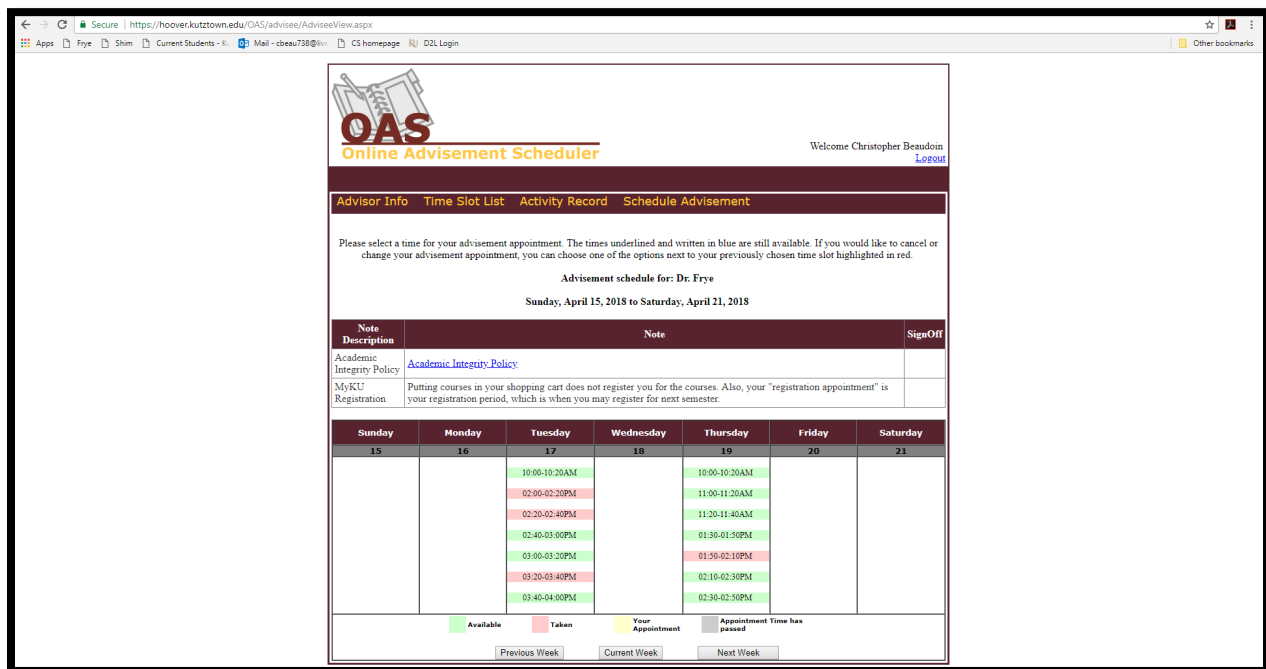 Secure | https://hoover.kutztown.edu/OAS/advisee/AdviseeView.aspx
Apps Frye Shim Current Students - K Mail - cbeau738@live CS homepage KU D2L Login Other bookmarks
OAS
Online Advisement Scheduler
Welcome Christopher Beaudoin
Logout
Advisor Info Time Slot List Activity Record Schedule Advisement
Please select a time for your advisement appointment. The times underlined and written in blue are still available. If you would like to cancel or
change your advisement appointment, you can choose one of the options next to your previously chosen time slot highlighted in red.
Advisement schedule for: Dr. Frye
Sunday, April 15, 2018 to Saturday, April 21, 2018
Note Description Note SignOff
Academic Integrity Policy Academic Integrity Policy
MyKU Registration Putting courses in your shopping cart does not register you for the courses. Also, your "registration appointment" is
your registration period, which is when you may register for next semester.
Sunday Monday Tuesday Wednesday Thursday Friday Saturday
15 16 17 18 19 20 21
10:00-10:20AM 10:00-10:20AM
02:00-02:20PM 11:00-11:20AM
02:20-02:40PM 11:20-11:40AM
02:40-03:00PM 01:30-01:50PM
03:00-03:20PM 01:50-02:10PM
03:20-03:40PM 02:10-02:30PM
03:40-04:00PM 02:30-02:50PM
Available Taken Your Appointment Appointment Time has passed
Previous Week Current Week Next Week